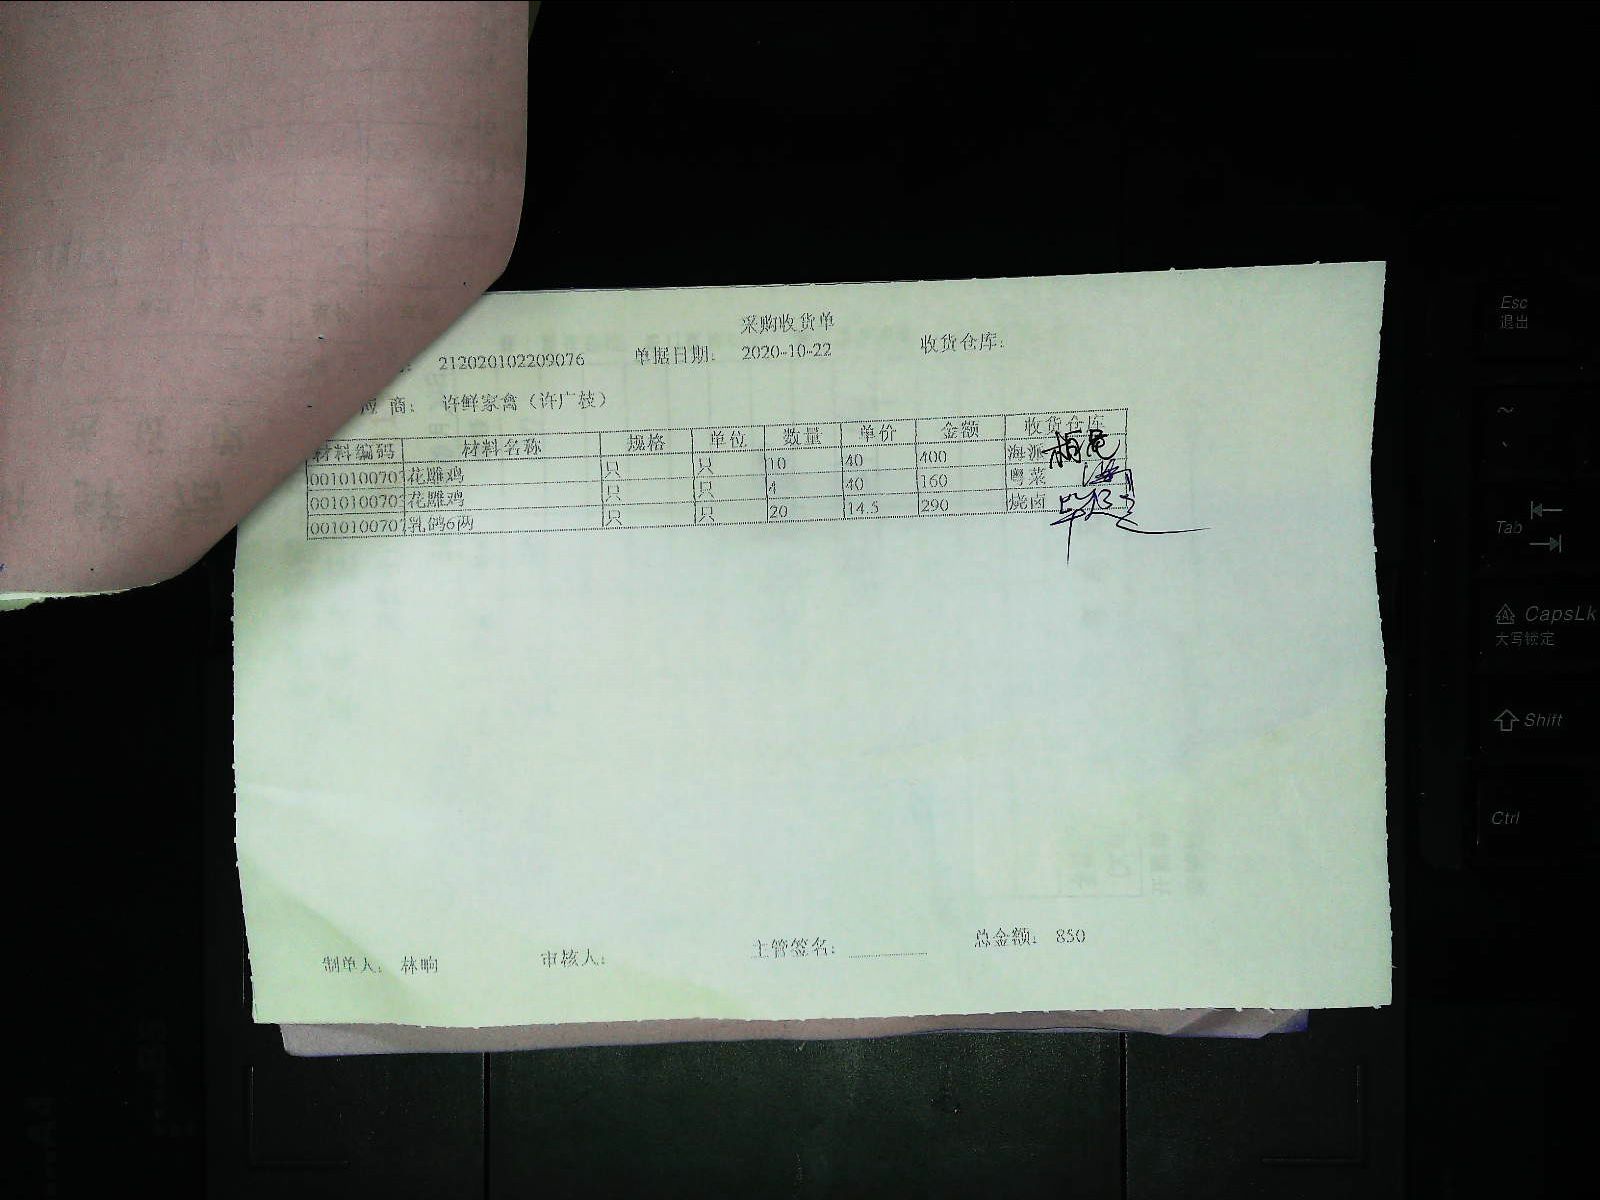 采购收货单
212020102209076 单据日期: 2020-10-22 收货仓库:
应 商: 许鲜家禽（许广枝）
材料编码 材料名称 规格 单位 数量 单价 金额 收货仓库
0010100707 花雕鸡 只 只 10 40 400 海派
0010100707 花雕鸡 只 只 4 40 160 粤菜
0010100707 乳鸽6两 只 只 20 14.5 290 烧卤
制单人: 林响 审核人: 主管签名: 总金额: 850
Esc
退出
~
Tab
CapsLk
大写锁定
Shift
Ctrl